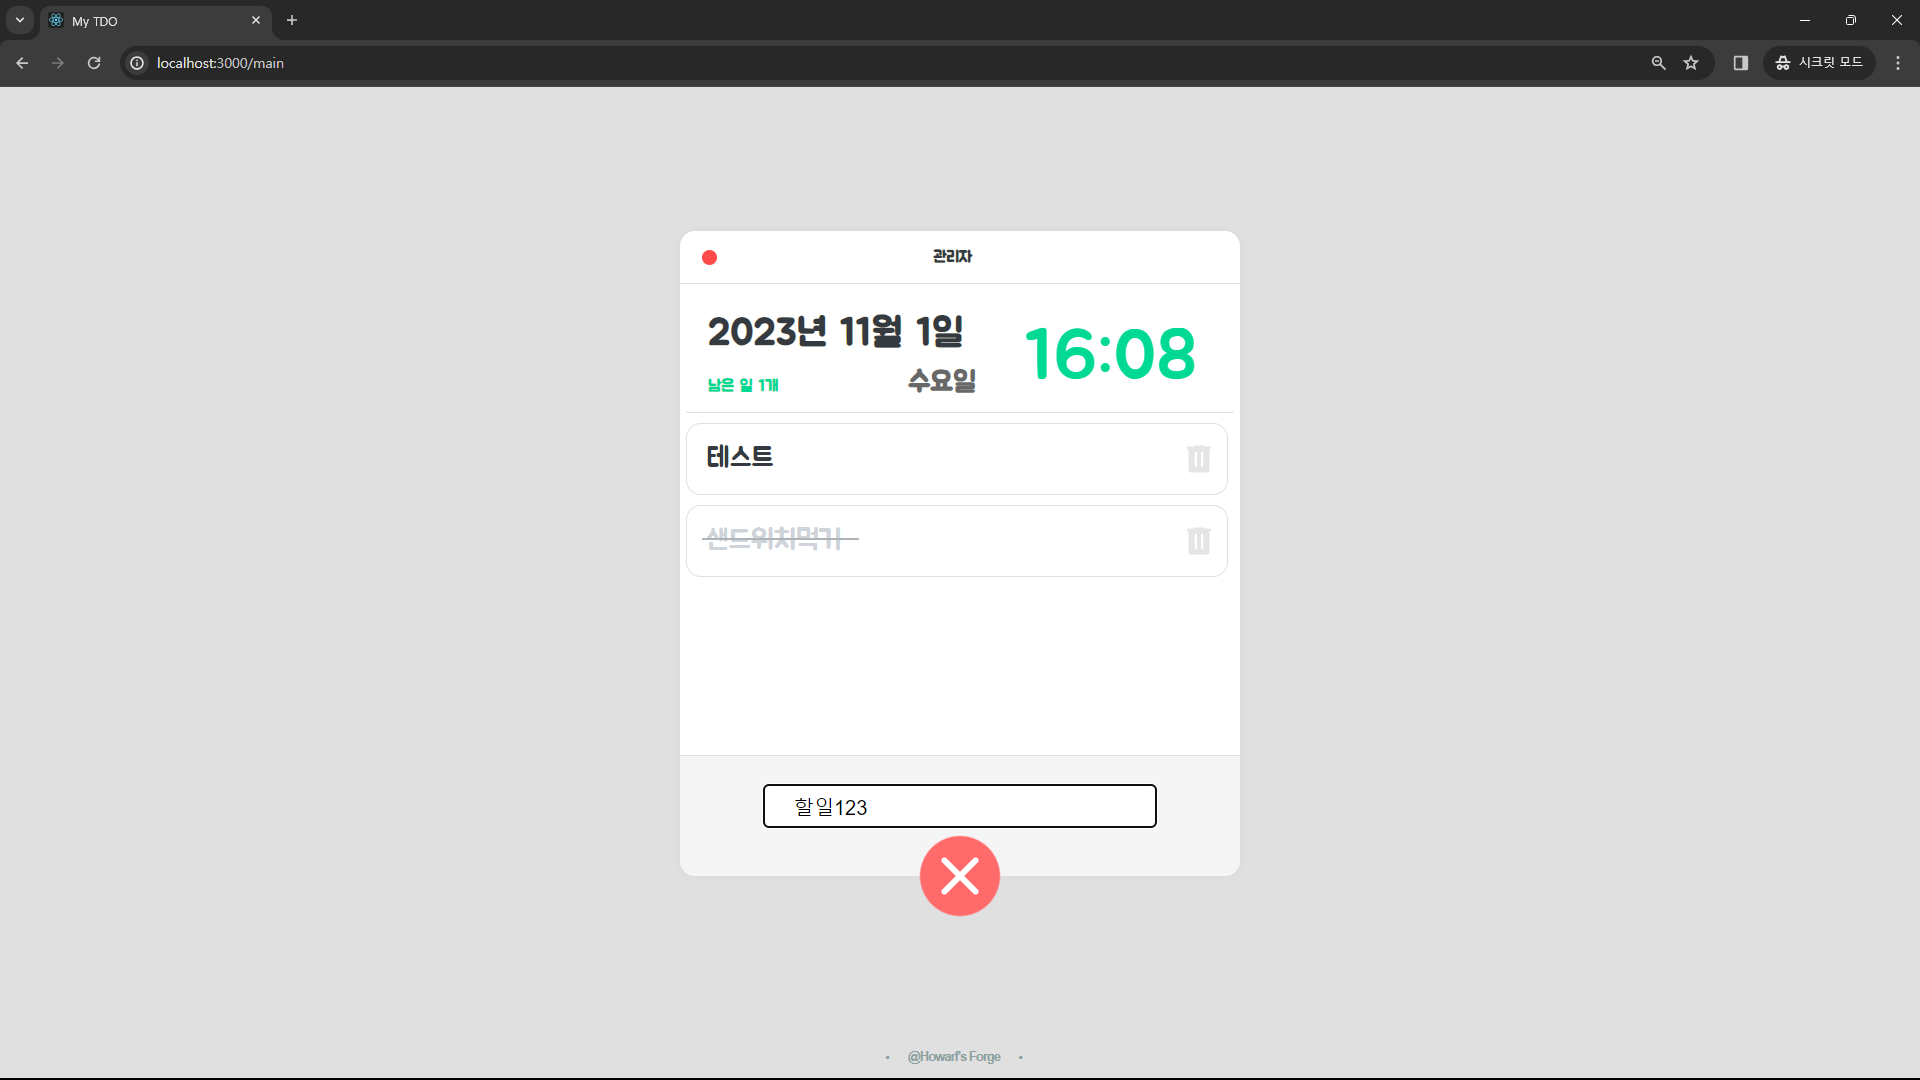 My TDO
localhost:3000/main
시크릿 모드
관리자
2023년 11월 1일
16:08
남은 일 1개
수요일
테스트
샌드위치먹기
할일123
• @Howarf's Forge •